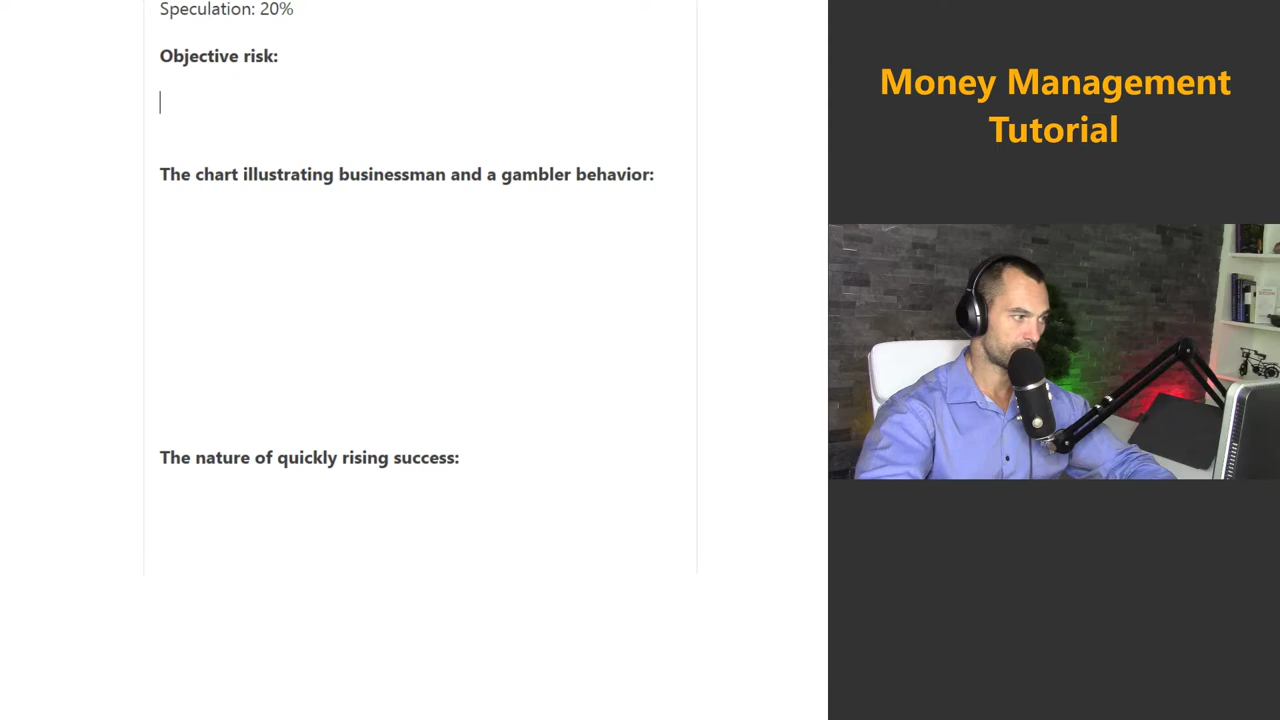 Speculation: 20%
Objective risk:
The chart illustrating businessman and a gambler behavior:
The nature of quickly rising success:
Money Management
Tutorial